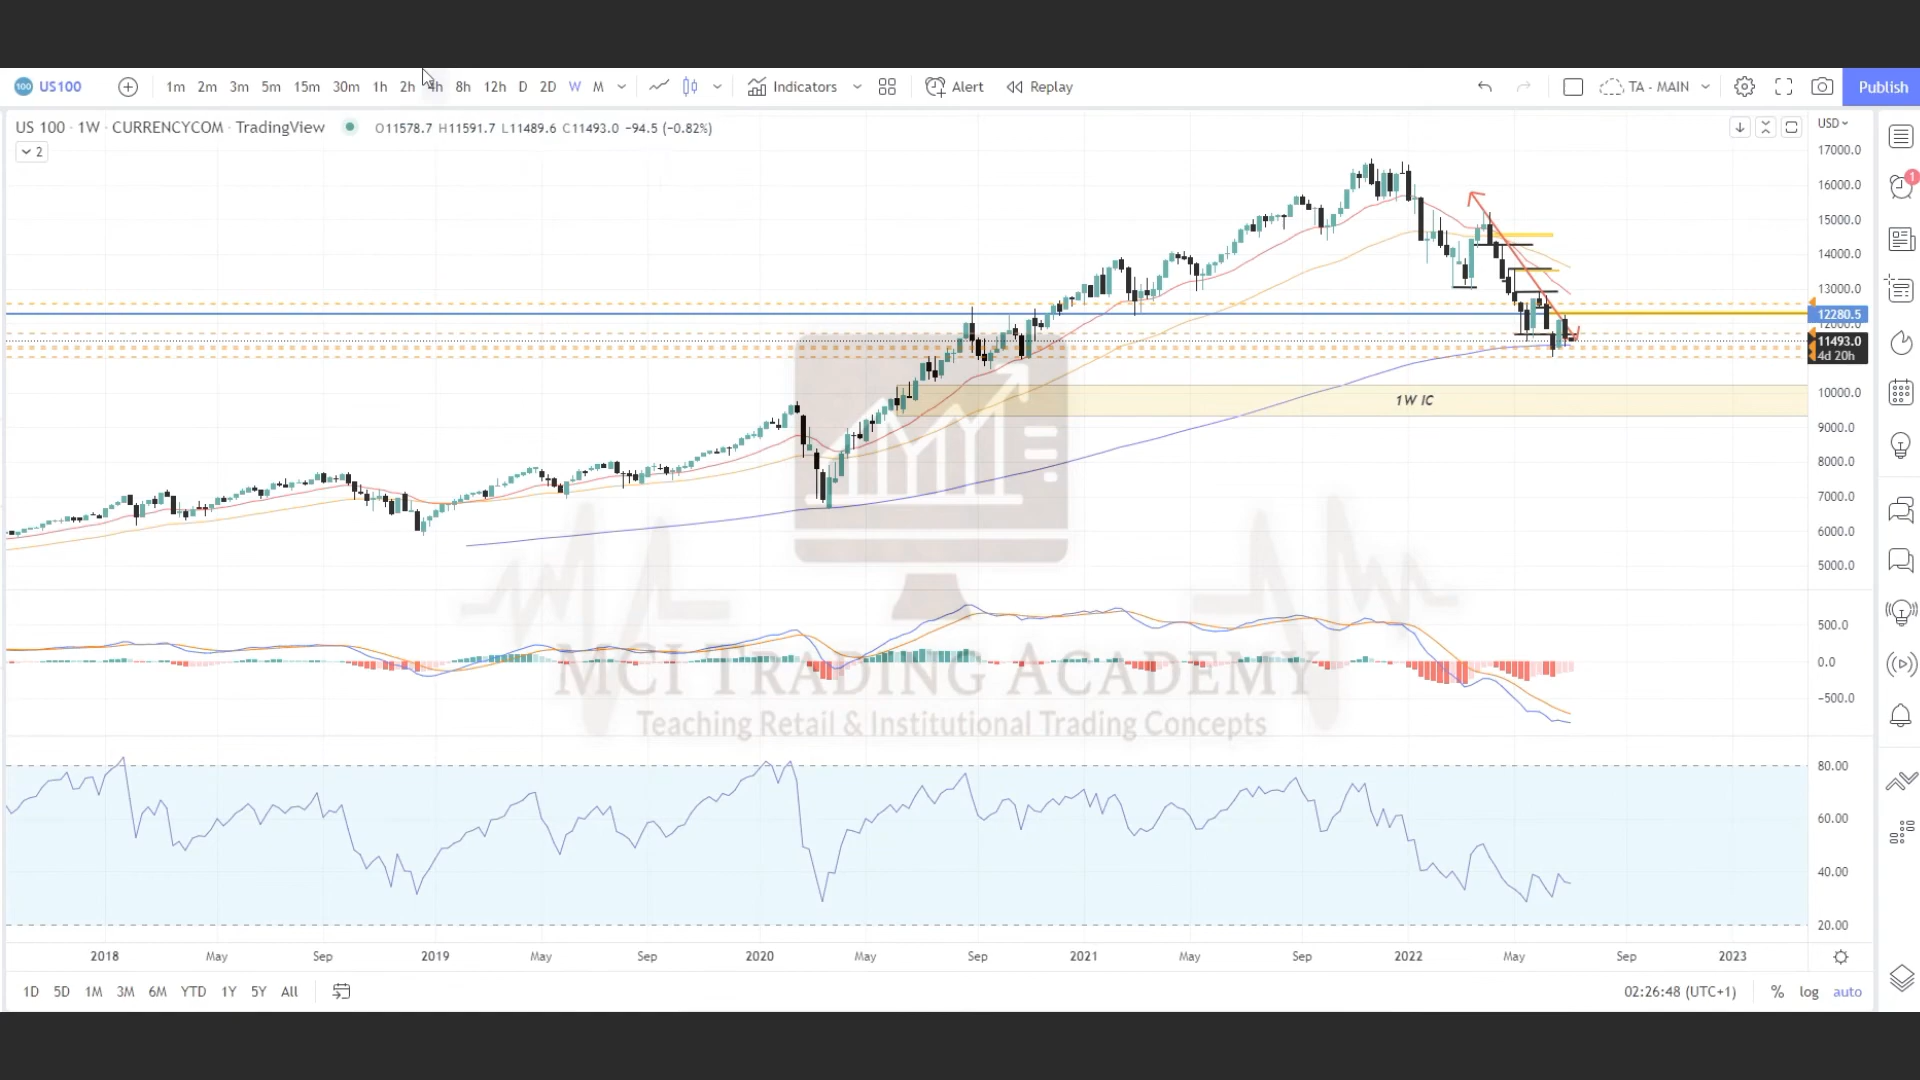 100 US100 1m 2m 3m 5m 15m 30m 1h 2h 4h 8h 12h D 2D W M Indicators Alert Replay TA - MAIN Publish
US 100 · 1W · CURRENCYCOM · TradingView O11578.7 H11591.7 L11489.6 C11493.0 −94.5 (−0.82%) USD
2
17000.0
16000.0
1
15000.0
14000.0
13000.0
12280.5
12000.0
11493.0
4d 20h
10000.0
1W IC
9000.0
8000.0
7000.0
6000.0
5000.0
500.0
0.0
MCI TRADING ACADEMY
−500.0
Teaching Retail & Institutional Trading Concepts
80.00
60.00
40.00
20.00
2018 May Sep 2019 May Sep 2020 May Sep 2021 May Sep 2022 May Sep 2023
1D 5D 1M 3M 6M YTD 1Y 5Y All 02:26:48 (UTC+1) % log auto